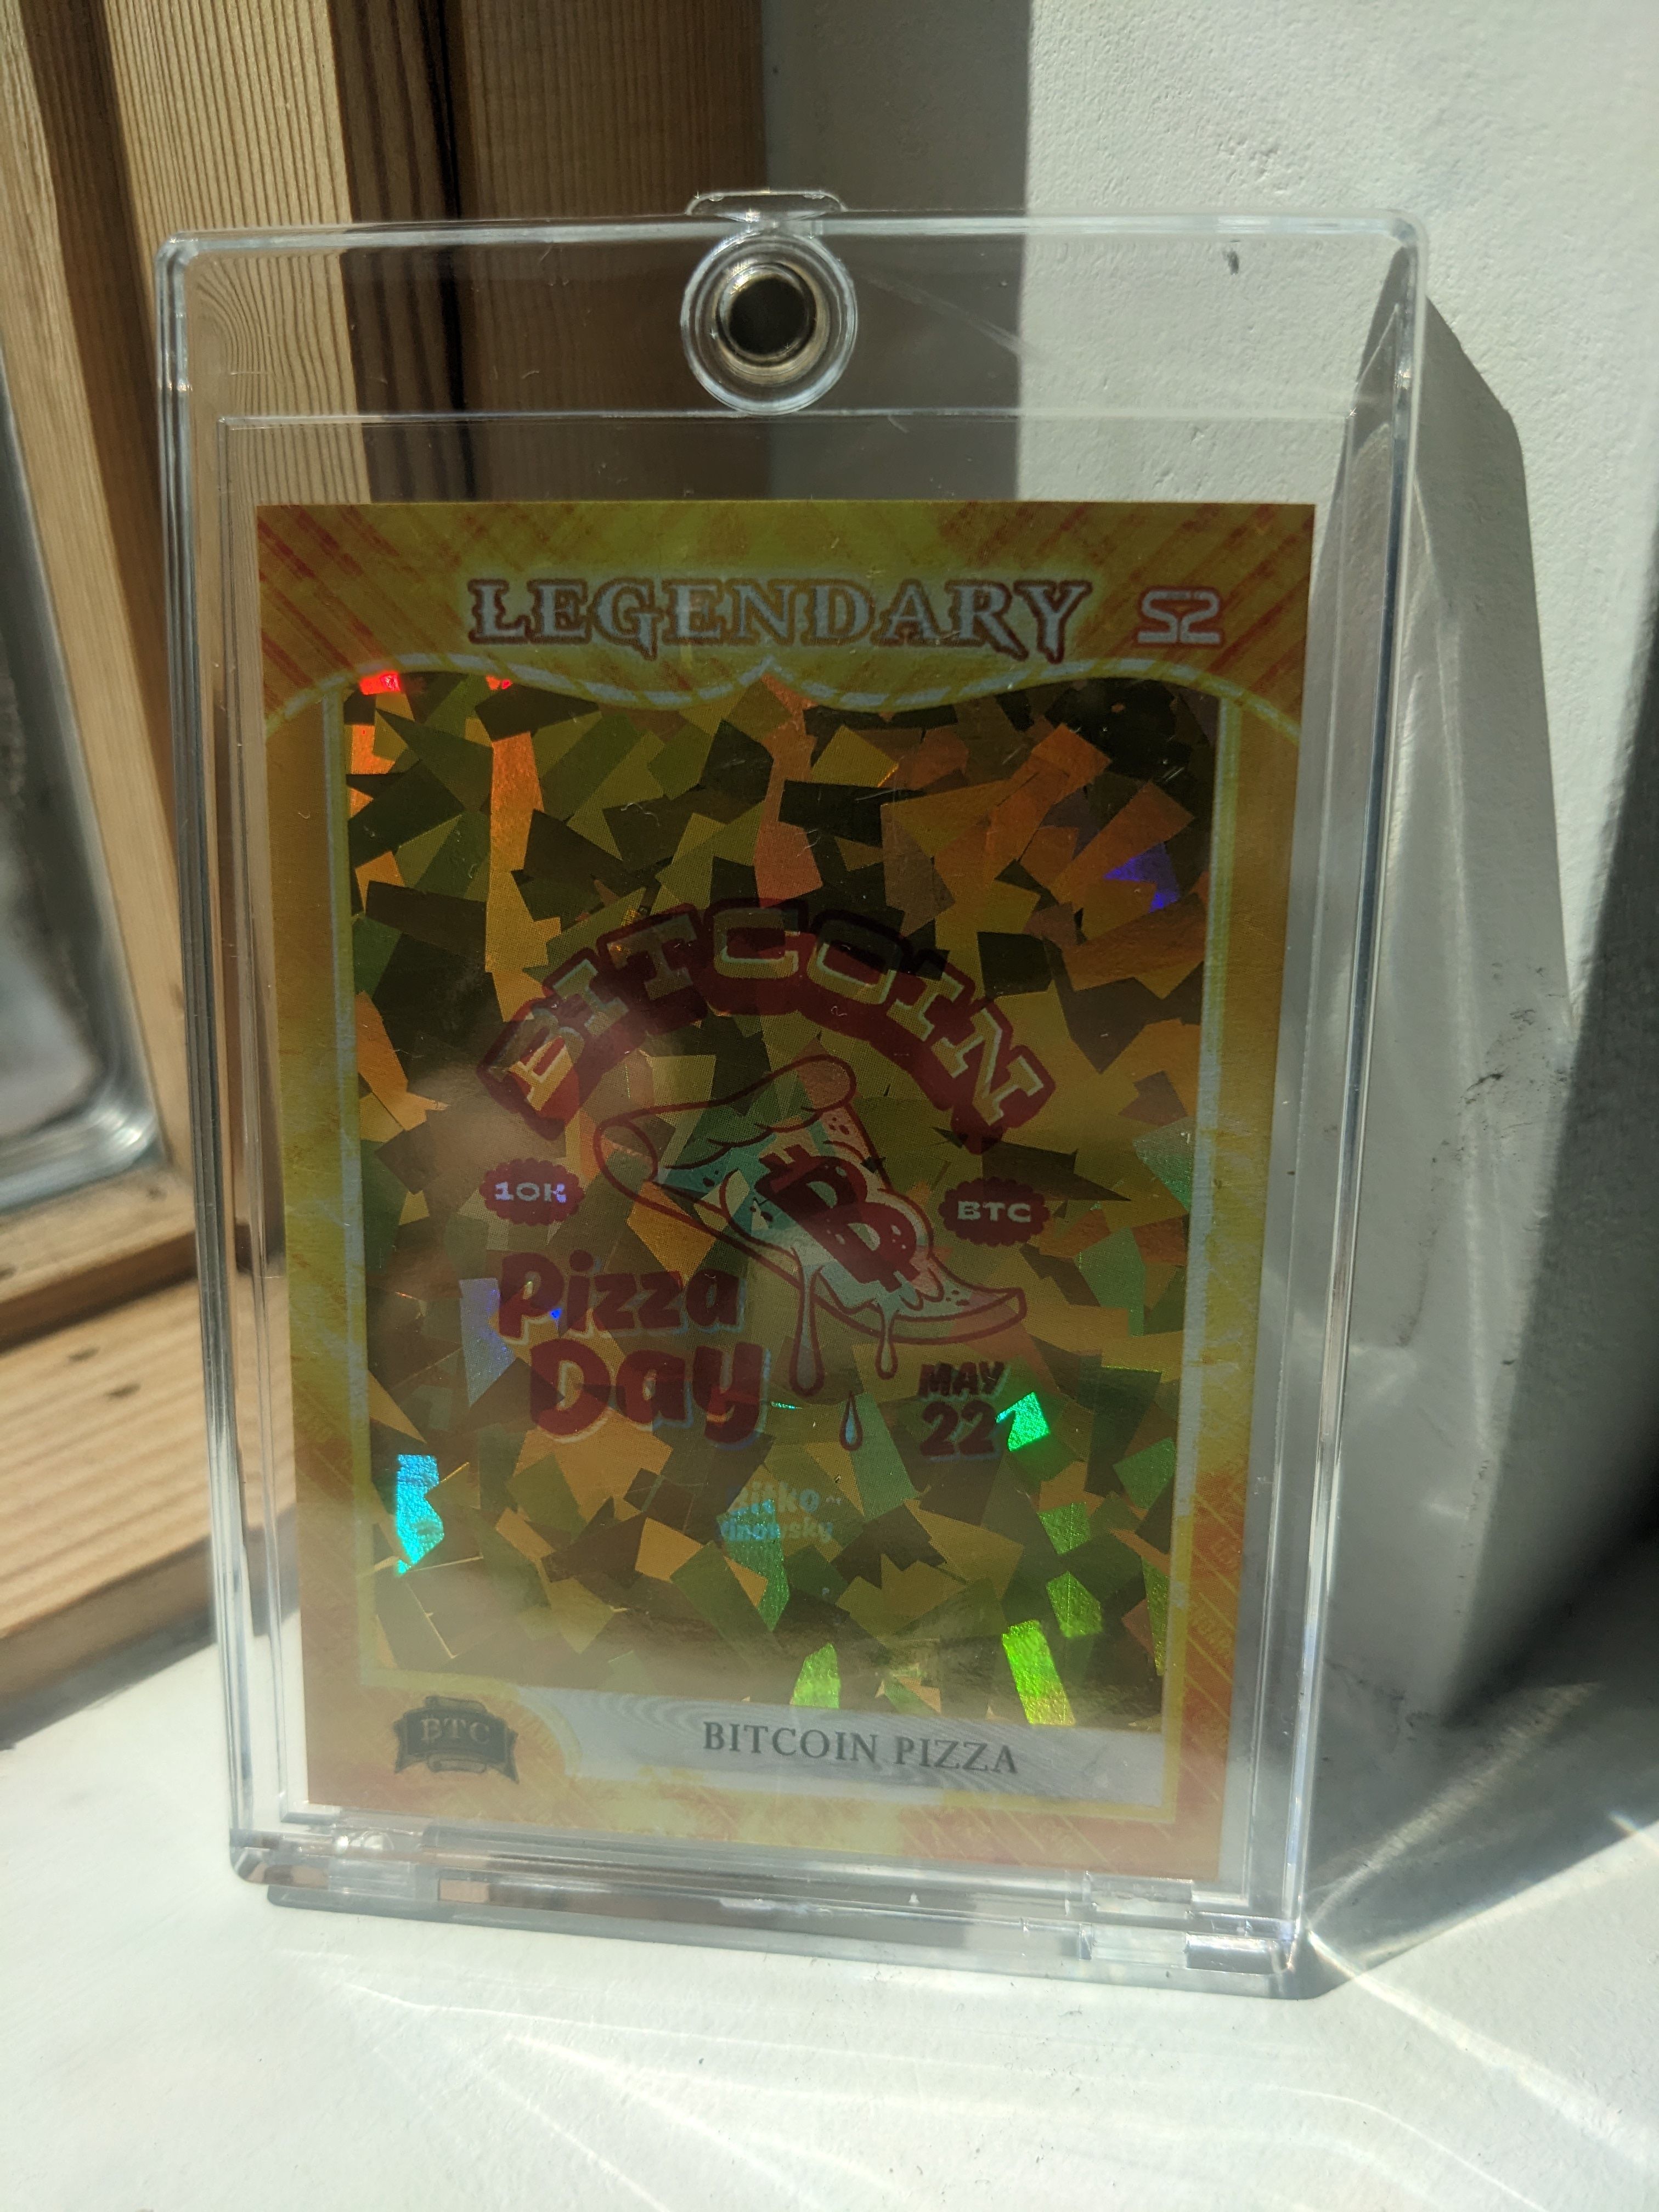 LEGENDARY S2
BITCOIN
10K
BTC
Pizza
Day
MAY
22
BTC
BITCOIN PIZZA